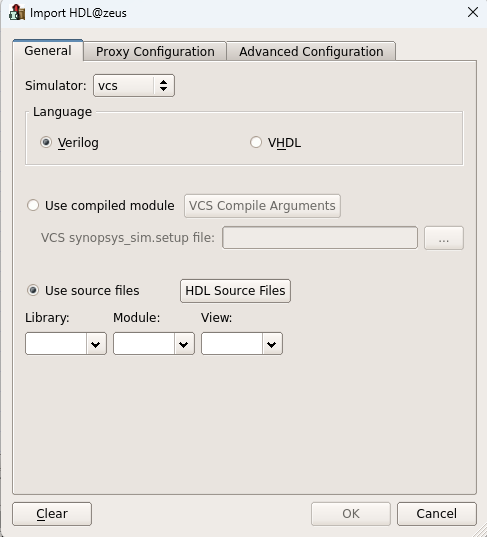 Import HDL@zeus
General Proxy Configuration Advanced Configuration
Simulator: vcs
Language
Verilog VHDL
Use compiled module VCS Compile Arguments
VCS synopsys_sim.setup file: ...
Use source files HDL Source Files
Library: Module: View:
Clear OK Cancel